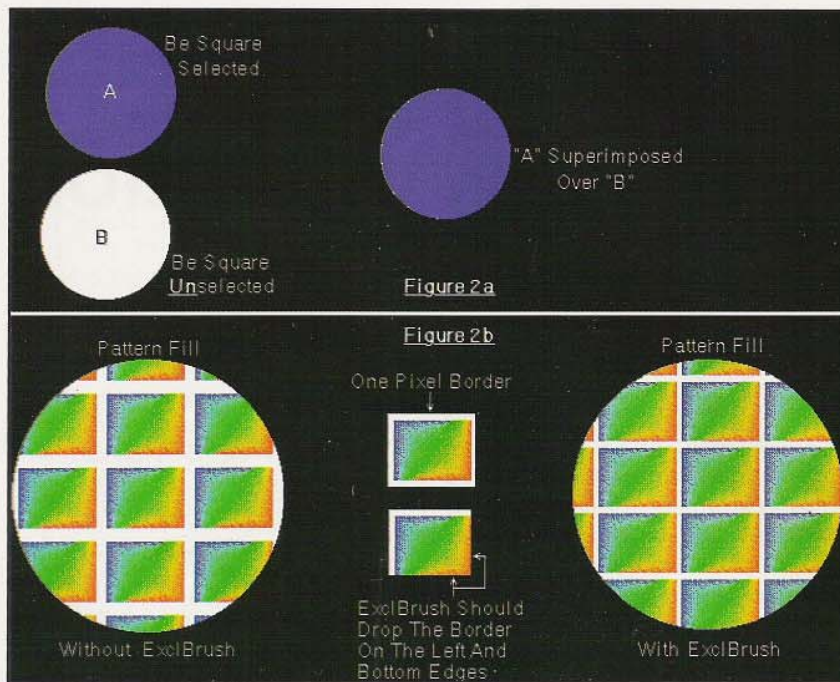 Be Square
Selected
A
"A" Superimposed
Over "B"
B
Be Square
Unselected
Figure 2a
Figure 2b
Pattern Fill
One Pixel Border
Pattern Fill
ExclBrush Should
Drop The Border
On The Left And
Bottom Edges
Without ExclBrush
With ExclBrush